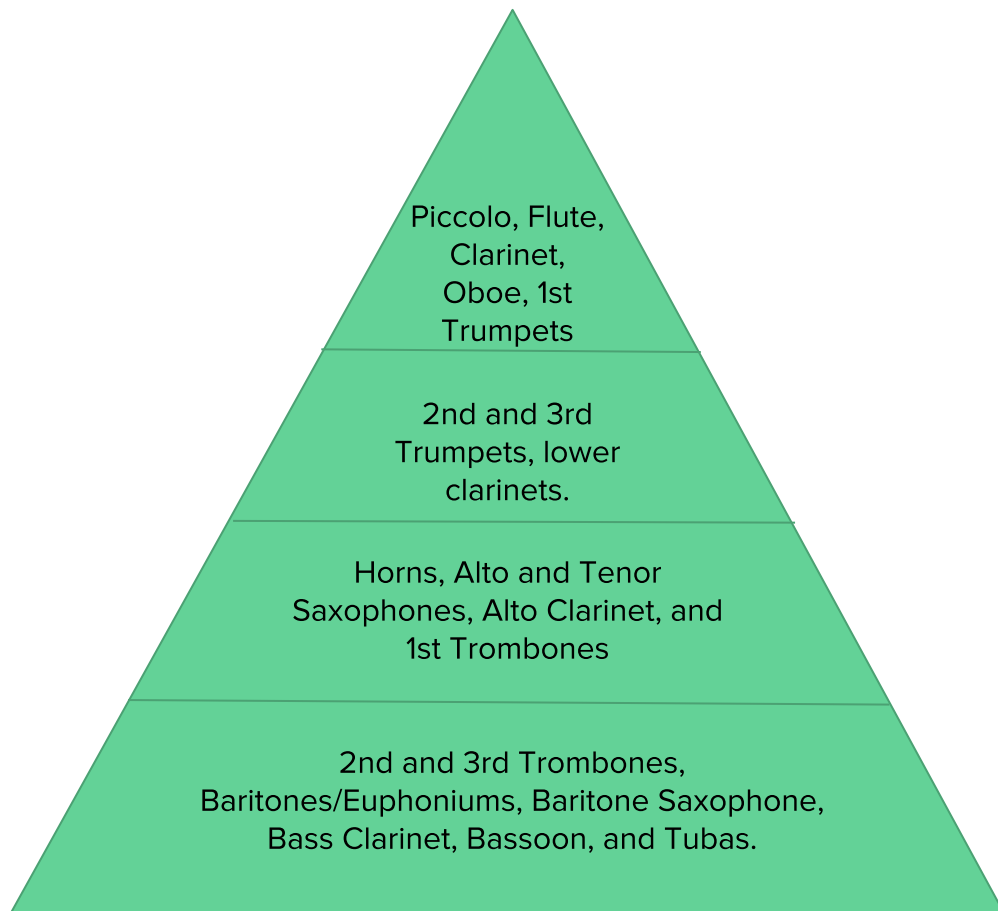 Piccolo, Flute,
Clarinet,
Oboe, 1st
Trumpets
2nd and 3rd
Trumpets, lower
clarinets.
Horns, Alto and Tenor
Saxophones, Alto Clarinet, and
1st Trombones
2nd and 3rd Trombones,
Baritones/Euphoniums, Baritone Saxophone,
Bass Clarinet, Bassoon, and Tubas.